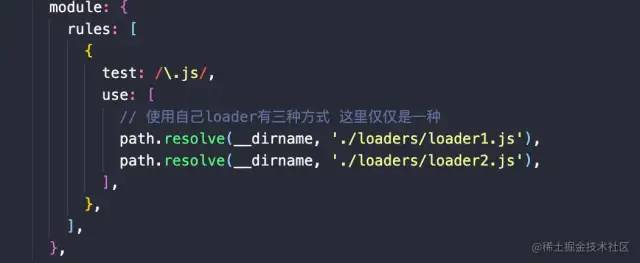 module: {
rules: [
{
test: /\.js/,
use: [
// 使用自己loader有三种方式 这里仅仅是一种
path.resolve(__dirname, './loaders/loader1.js'),
path.resolve(__dirname, './loaders/loader2.js'),
],
},
],
},
@稀土掘金技术社区